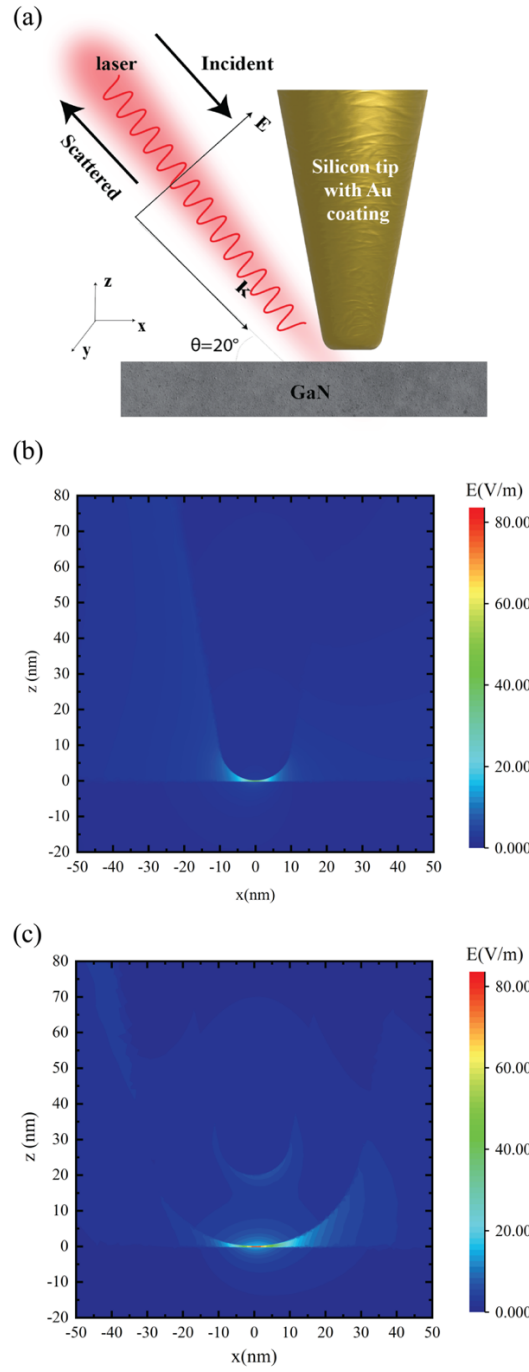 (a)
laser
Incident
E
Scattered
Silicon tip
with Au
coating
k
z
x
y
θ=20°
GaN
(b)
E(V/m)
80
70
60
50
40
30
20
10
0
-10
-20
z (nm)
80.00
60.00
40.00
20.00
0.000
-50 -40 -30 -20 -10 0 10 20 30 40 50
x(nm)
(c)
E(V/m)
80
70
60
50
40
30
20
10
0
-10
-20
z (nm)
80.00
60.00
40.00
20.00
0.000
-50 -40 -30 -20 -10 0 10 20 30 40 50
x(nm)